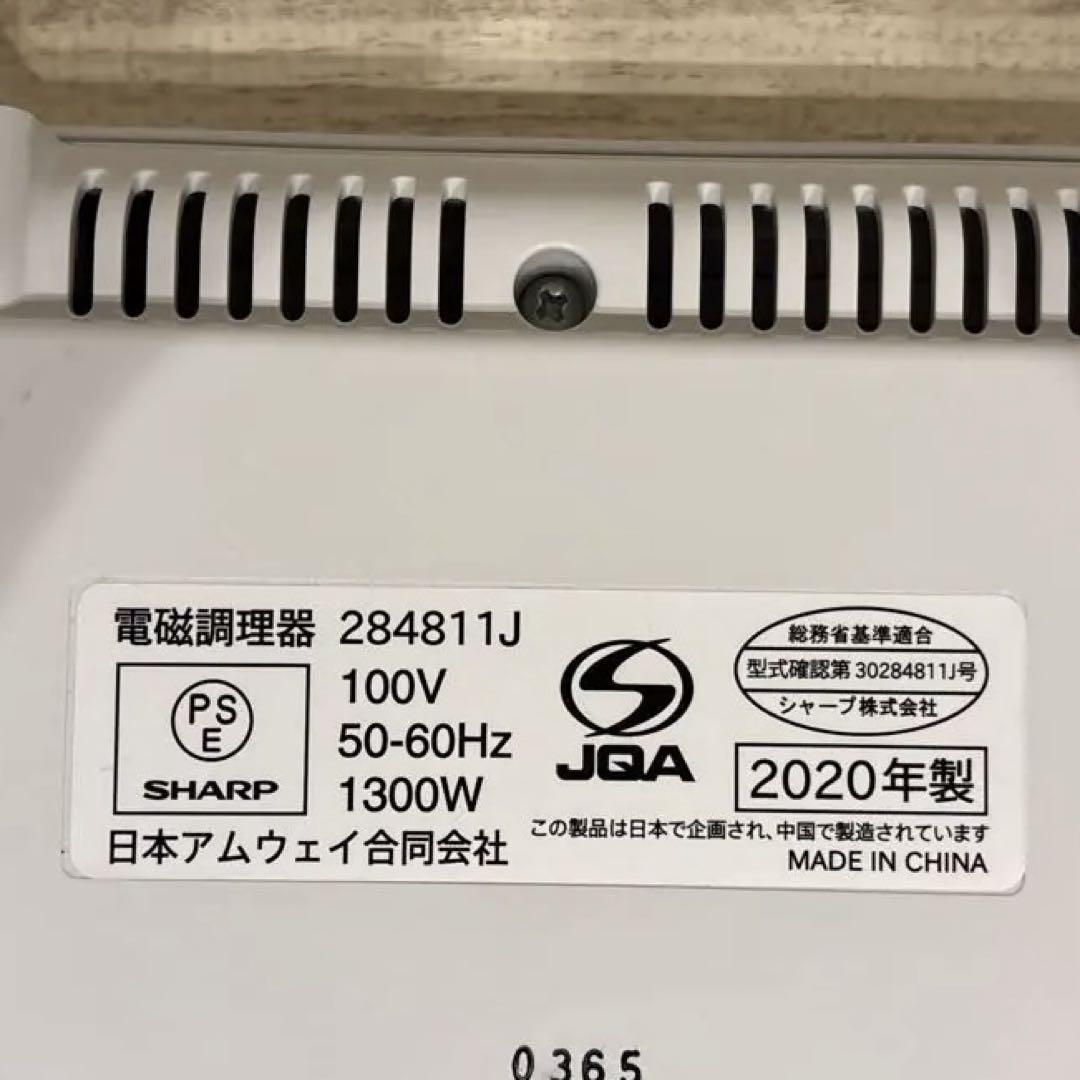 電磁調理器 284811J
PSE
SHARP
100V
50-60Hz
1300W
日本アムウェイ合同会社
JQA
総務省基準適合
型式確認第30284811J号
シャープ株式会社
2020年製
この製品は日本で企画され、中国で製造されています
MADE IN CHINA
0365